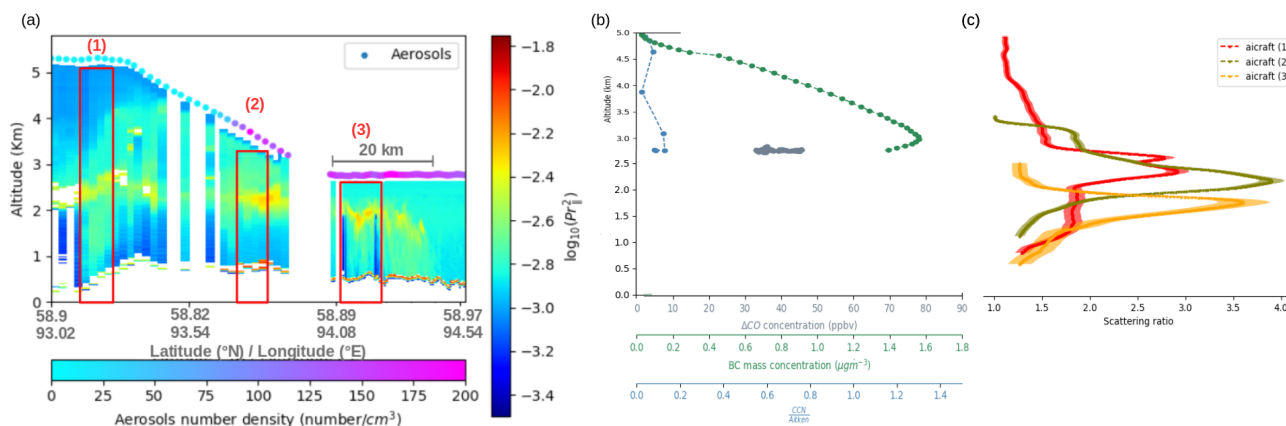 (a)
(1)
(2)
(3)
20 km
Aerosols
Altitude (Km)
5
4
3
2
1
0
58.9 58.82 58.89 58.97
93.02 93.54 94.08 94.54
Latitude (°N) / Longitude (°E)
0 25 50 75 100 125 150 175 200
Aerosols number density (number/cm³)
−1.8
−2.0
−2.2
−2.4
−2.6
−2.8
−3.0
−3.2
−3.4
log₁₀(Pr²∥)
(b)
Altitude (km)
5.0
4.5
4.0
3.5
3.0
2.5
2.0
1.5
1.0
0.5
0.0
0 10 20 30 40 50 60 70 80 90
ΔCO concentration (ppbv)
0.0 0.2 0.4 0.6 0.8 1.0 1.2 1.4 1.6 1.8
BC mass concentration (μgm⁻³)
0.0 0.2 0.4 0.6 0.8 1.0 1.2 1.4
CCN
Aitken
(c)
aicraft (1
aicraft (2
aicraft (3
1.0 1.5 2.0 2.5 3.0 3.5 4.0
Scattering ratio